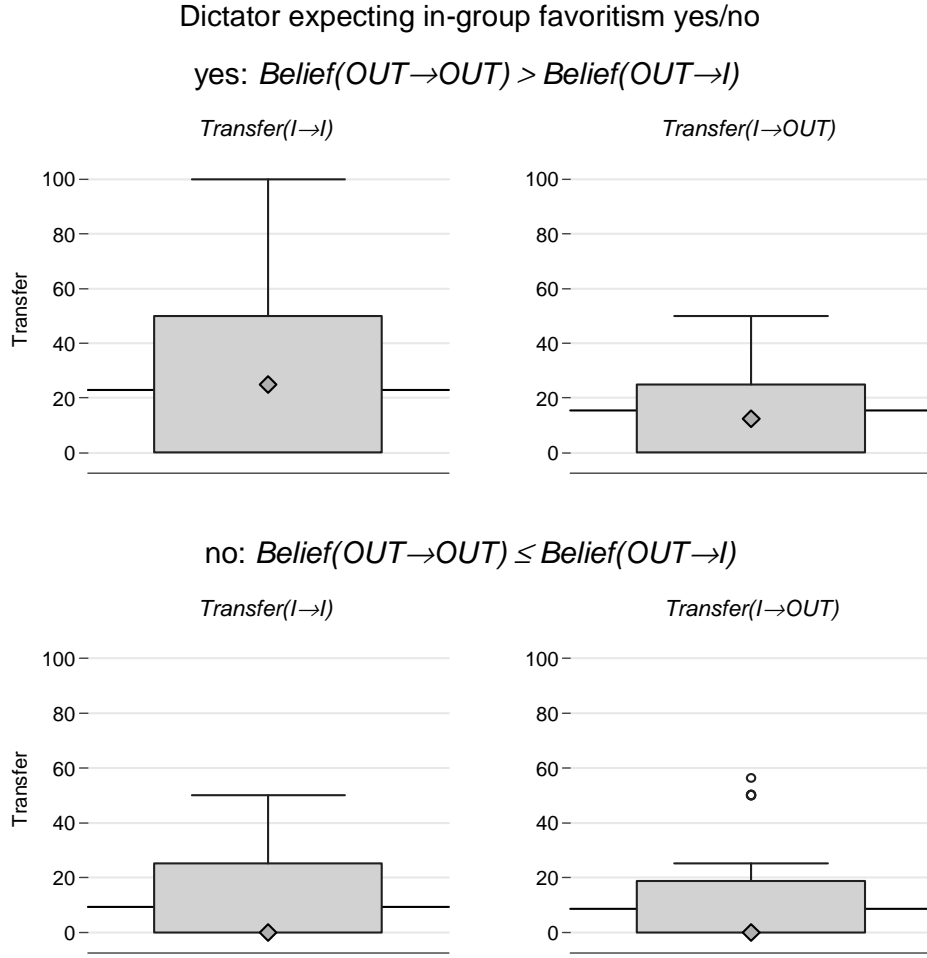 Dictator expecting in-group favoritism yes/no
yes: Belief(OUT→OUT) > Belief(OUT→I)
Transfer(I→I)
Transfer(I→OUT)
Transfer
100
80
60
40
20
0
100
80
60
40
20
0
no: Belief(OUT→OUT) ≤ Belief(OUT→I)
Transfer(I→I)
Transfer(I→OUT)
Transfer
100
80
60
40
20
0
100
80
60
40
20
0